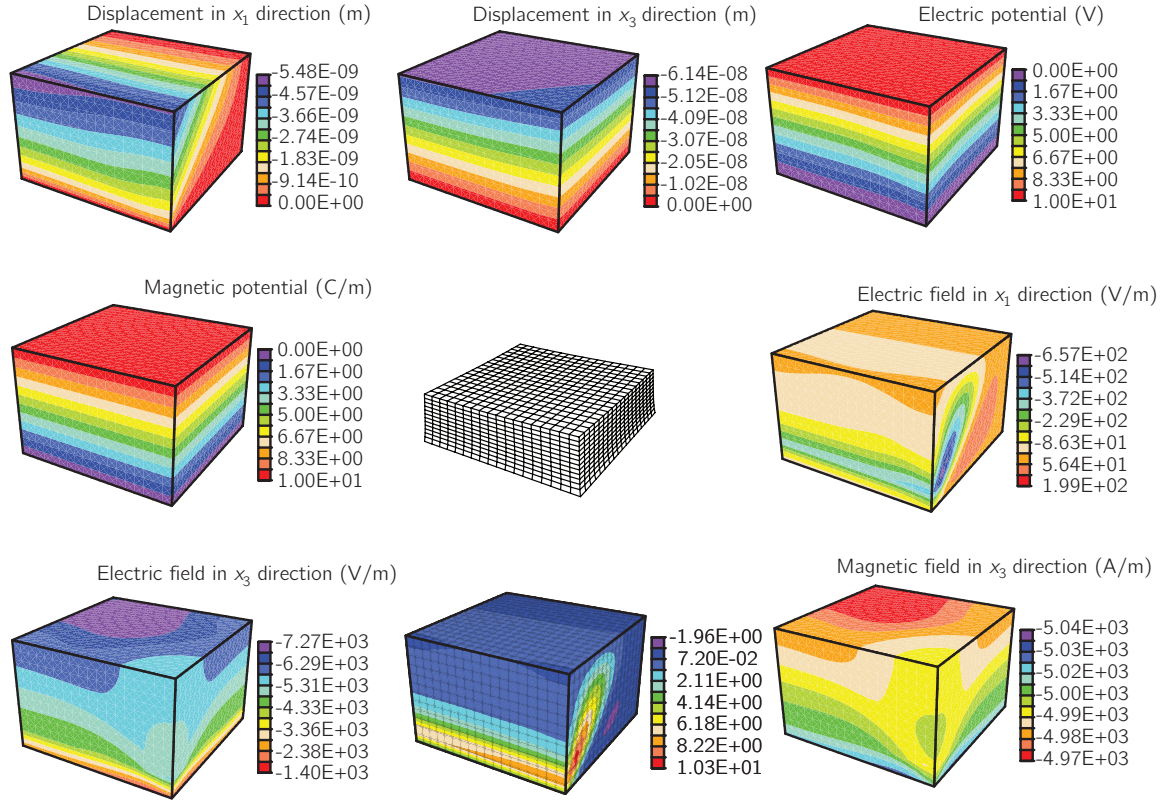 Displacement in x1 direction (m)
-5.48E-09
-4.57E-09
-3.66E-09
-2.74E-09
-1.83E-09
-9.14E-10
0.00E+00
Displacement in x3 direction (m)
-6.14E-08
-5.12E-08
-4.09E-08
-3.07E-08
-2.05E-08
-1.02E-08
0.00E+00
Electric potential (V)
0.00E+00
1.67E+00
3.33E+00
5.00E+00
6.67E+00
8.33E+00
1.00E+01
Magnetic potential (C/m)
0.00E+00
1.67E+00
3.33E+00
5.00E+00
6.67E+00
8.33E+00
1.00E+01
Electric field in x1 direction (V/m)
-6.57E+02
-5.14E+02
-3.72E+02
-2.29E+02
-8.63E+01
5.64E+01
1.99E+02
Electric field in x3 direction (V/m)
-7.27E+03
-6.29E+03
-5.31E+03
-4.33E+03
-3.36E+03
-2.38E+03
-1.40E+03
-1.96E+00
7.20E-02
2.11E+00
4.14E+00
6.18E+00
8.22E+00
1.03E+01
Magnetic field in x3 direction (A/m)
-5.04E+03
-5.03E+03
-5.02E+03
-5.00E+03
-4.99E+03
-4.98E+03
-4.97E+03